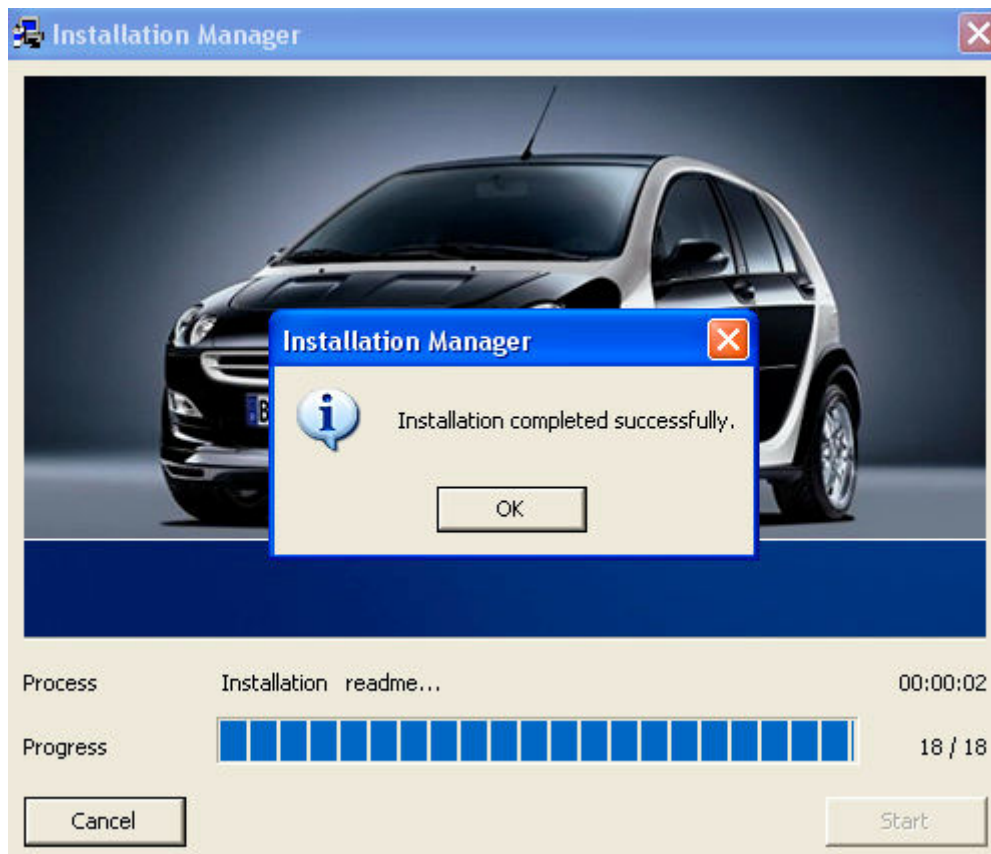 Installation Manager
Installation Manager
Installation completed successfully.
OK
Process Installation readme... 00:00:02
Progress 18 / 18
Cancel Start